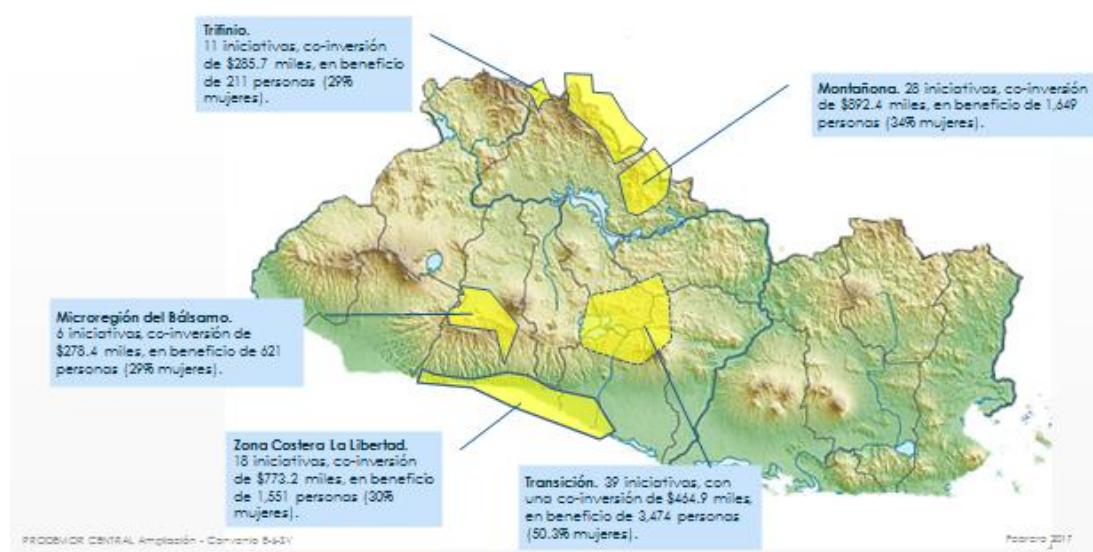 Trifinio.
11 iniciativas, co-inversión
de $285.7 miles, en beneficio
de 211 personas (29%
mujeres).
Montañona. 28 iniciativas, co-inversión
de $892.4 miles, en beneficio de 1,649
personas (34% mujeres).
Microregión del Bálsamo.
6 iniciativas, co-inversión de
$278.4 miles, en beneficio de 621
personas (29% mujeres).
Zona Costera La Libertad.
18 iniciativas, co-inversión
de $773.2 miles, en beneficio
de 1,551 personas (30%
mujeres).
Transición. 39 iniciativas, con
una co-inversión de $464.9 miles,
en beneficio de 3,474 personas
(50.3% mujeres).
PRODEMOR CENTRAL Ampliación - Convenio E-6-SV
Febrero 2017